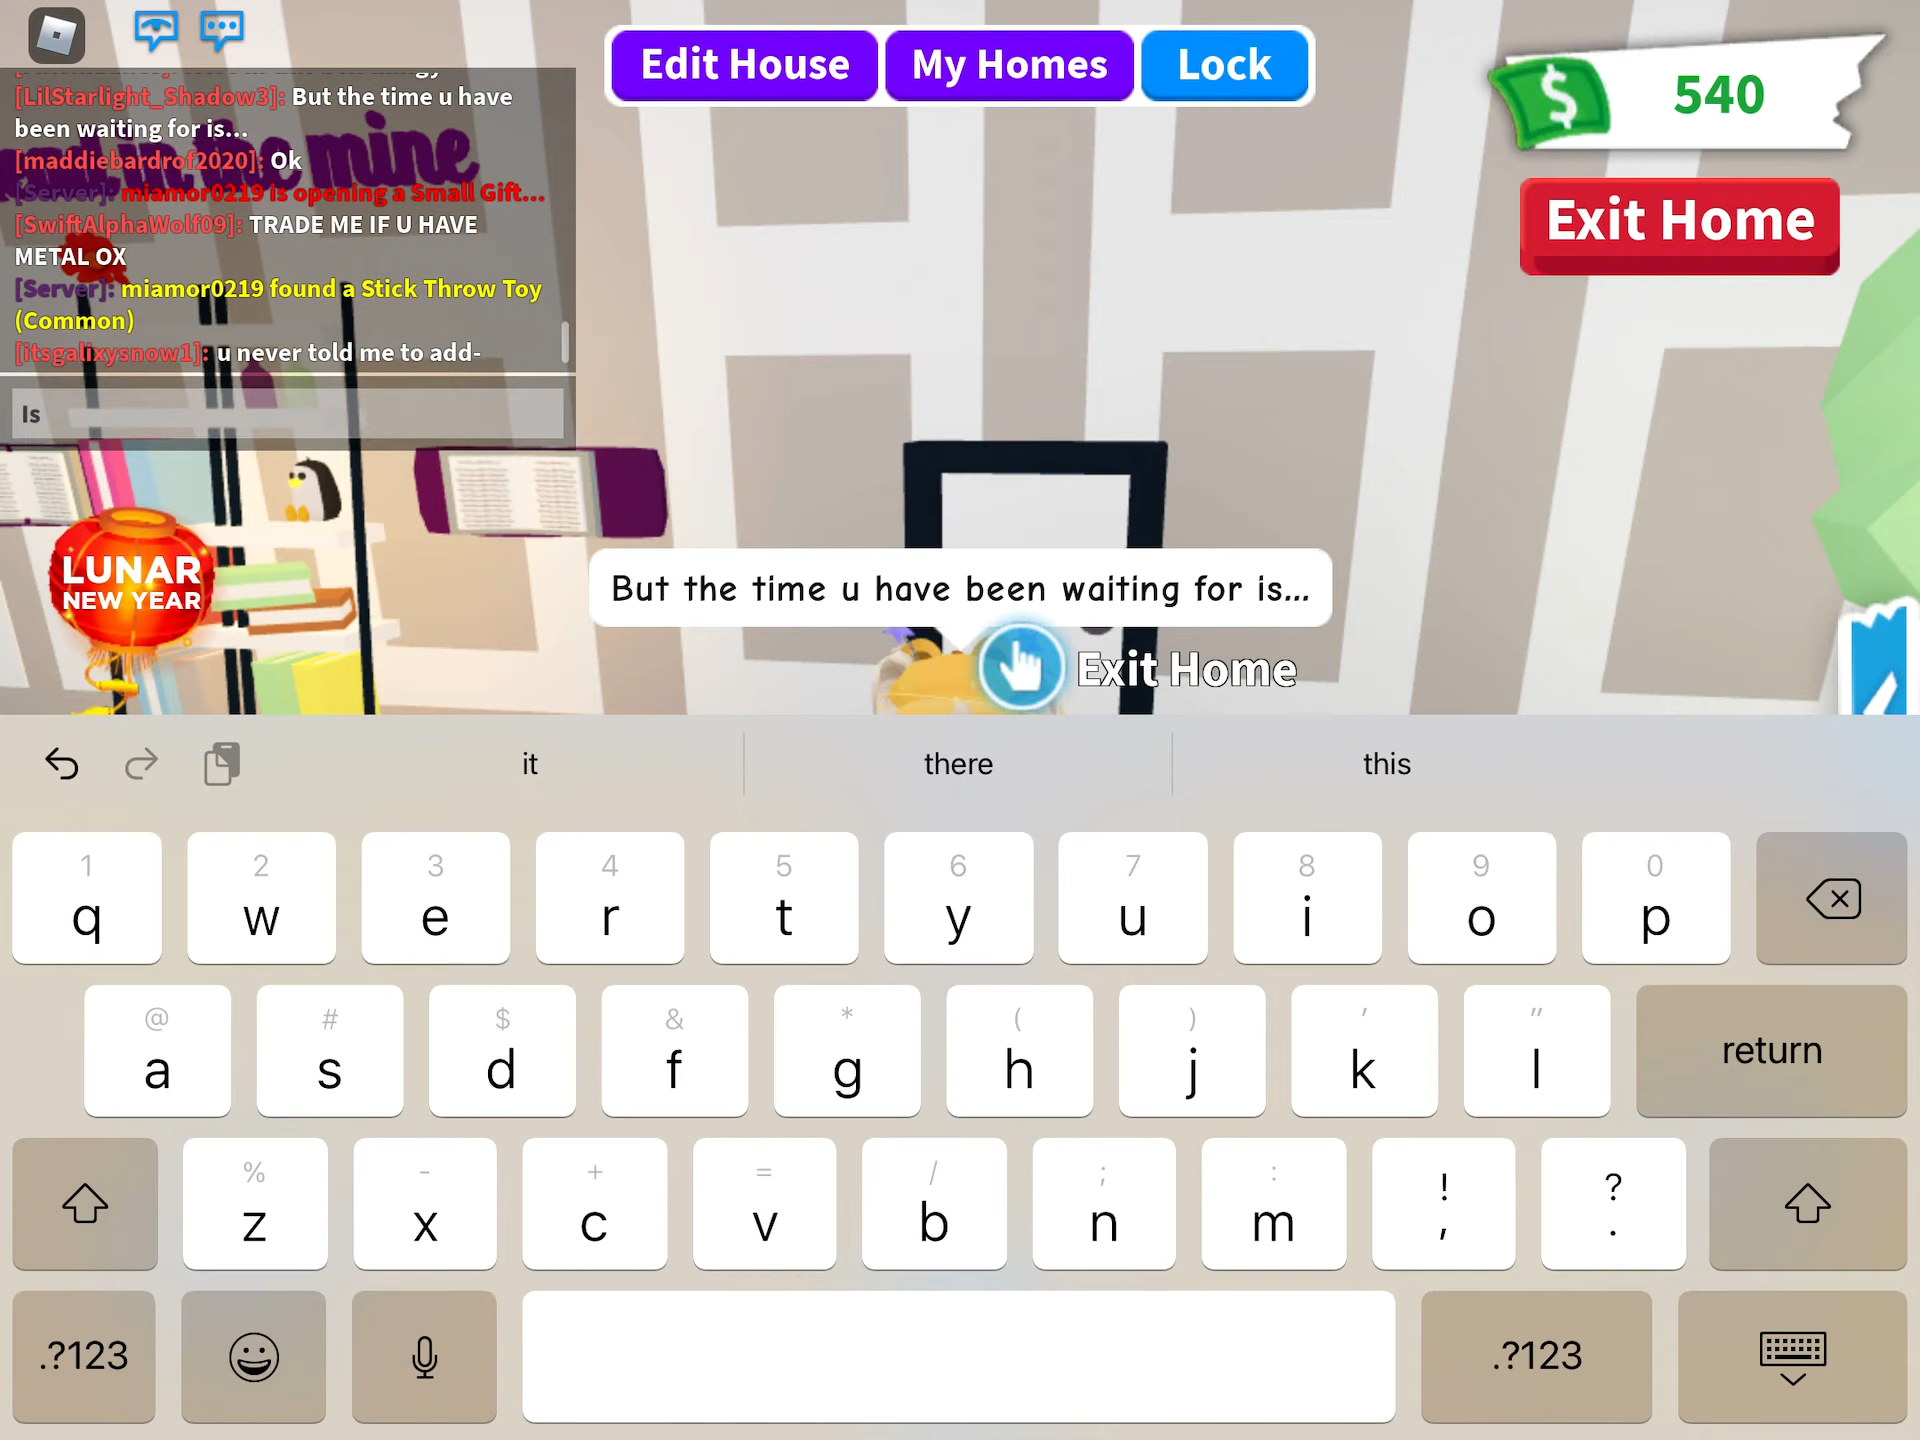 Edit House
My Homes
Lock
540
Exit Home
[LilStarlight_Shadow3]: But the time u have
been waiting for is...
[maddiebardrof2020]: Ok
[Server]: miamor0219 is opening a Small Gift...
[SwiftAlphaWolf09]: TRADE ME IF U HAVE
METAL OX
[Server]: miamor0219 found a Stick Throw Toy
(Common)
[itsgalixysnow1]: u never told me to add-
Is
in the mine
LUNAR
NEW YEAR
But the time u have been waiting for is...
Exit Home
it
there
this
1 2 3 4 5 6 7 8 9 0
q w e r t y u i o p
@ # $ & * ( ) ' "
a s d f g h j k l return
% - + = / ; : ! ?
z x c v b n m , .
.?123 .?123